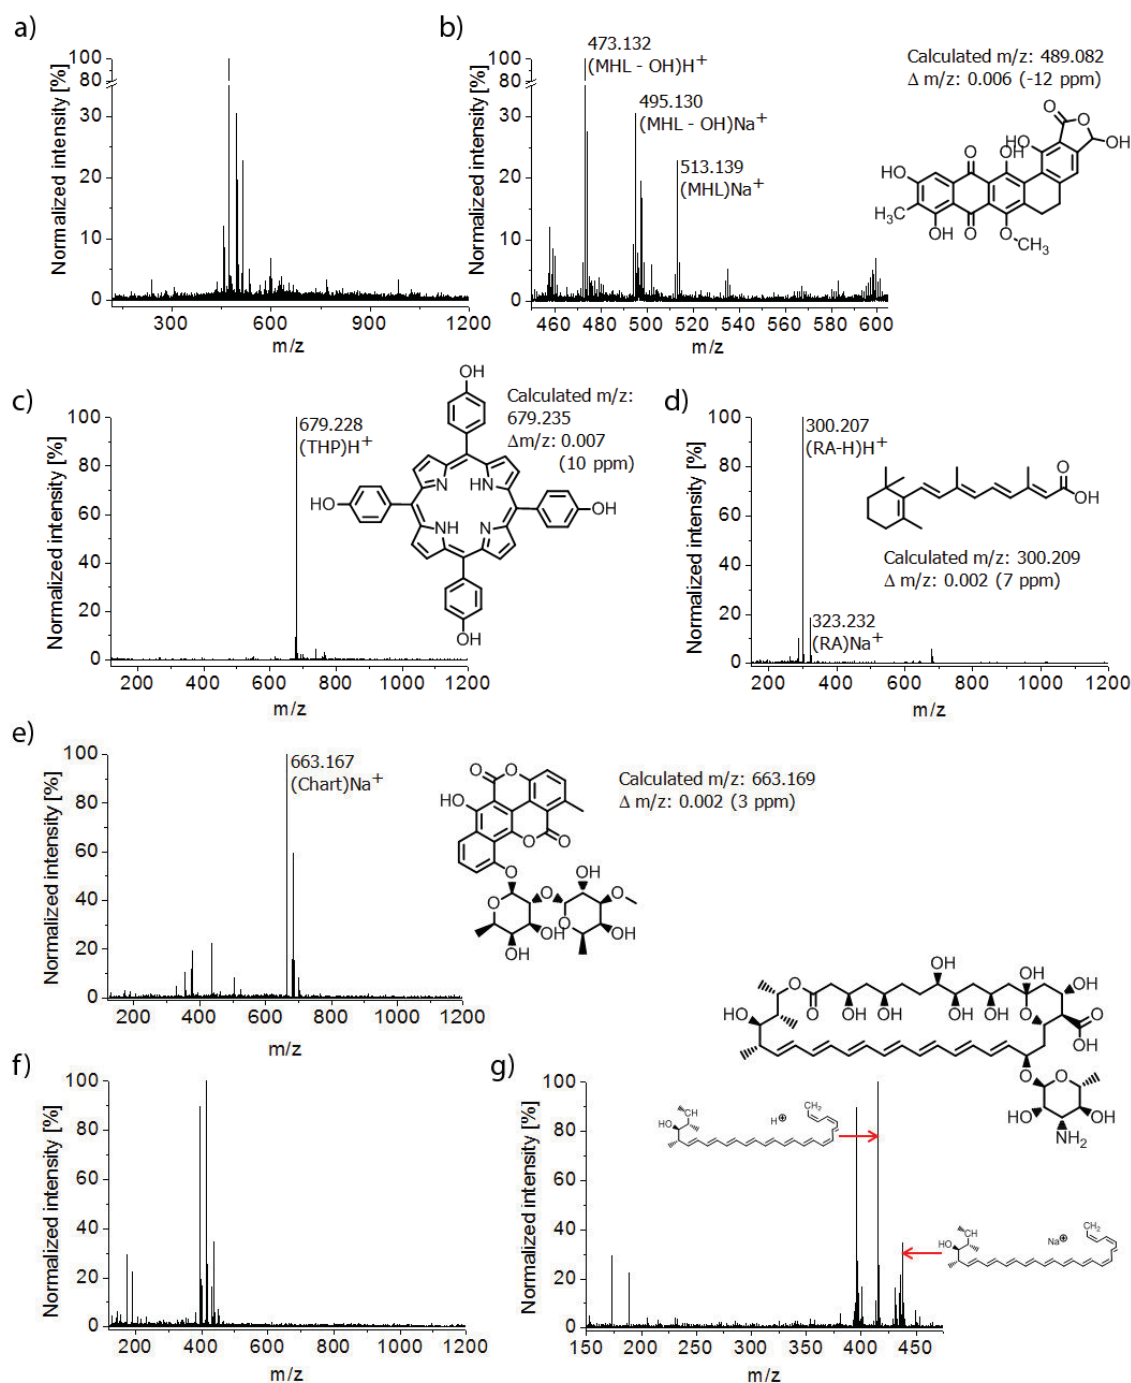 a)
Normalized intensity [%]
100
80
30
20
10
0
300
600
900
1200
m/z
b)
Normalized intensity [%]
100
80
30
20
10
0
473.132
(MHL - OH)H+
495.130
(MHL - OH)Na+
513.139
(MHL)Na+
460
480
500
520
540
560
580
600
m/z
Calculated m/z: 489.082
Δ m/z: 0.006 (-12 ppm)
O
O
OH
HO
OH
O
HO
H3C
OH
O
O
CH3
c)
Normalized intensity [%]
100
80
60
40
20
0
679.228
(THP)H+
200
400
600
800
1000
1200
m/z
OH
Calculated m/z:
679.235
Δm/z: 0.007
(10 ppm)
N
HN
HO
OH
NH
N
HO
d)
Normalized intensity [%]
100
80
60
40
20
0
300.207
(RA-H)H+
323.232
(RA)Na+
O
OH
Calculated m/z: 300.209
Δ m/z: 0.002 (7 ppm)
200
400
600
800
1000
1200
m/z
e)
Normalized intensity [%]
100
80
60
40
20
0
663.167
(Chart)Na+
200
400
600
800
1000
1200
m/z
O
O
HO
O
O
O
OH
O
O
O
O
OH
OH
OH
Calculated m/z: 663.169
Δ m/z: 0.002 (3 ppm)
f)
Normalized intensity [%]
100
80
60
40
20
0
200
400
600
800
1000
1200
m/z
g)
Normalized intensity [%]
100
80
60
40
20
0
150
200
250
300
350
400
450
m/z
CH
HO
H⊕
CH2
CH
HO
Na⊕
CH2
O
O
HO
OH
OH
OH
OH
OH
OH
O
OH
O
OH
O
O
HO
OH
NH2